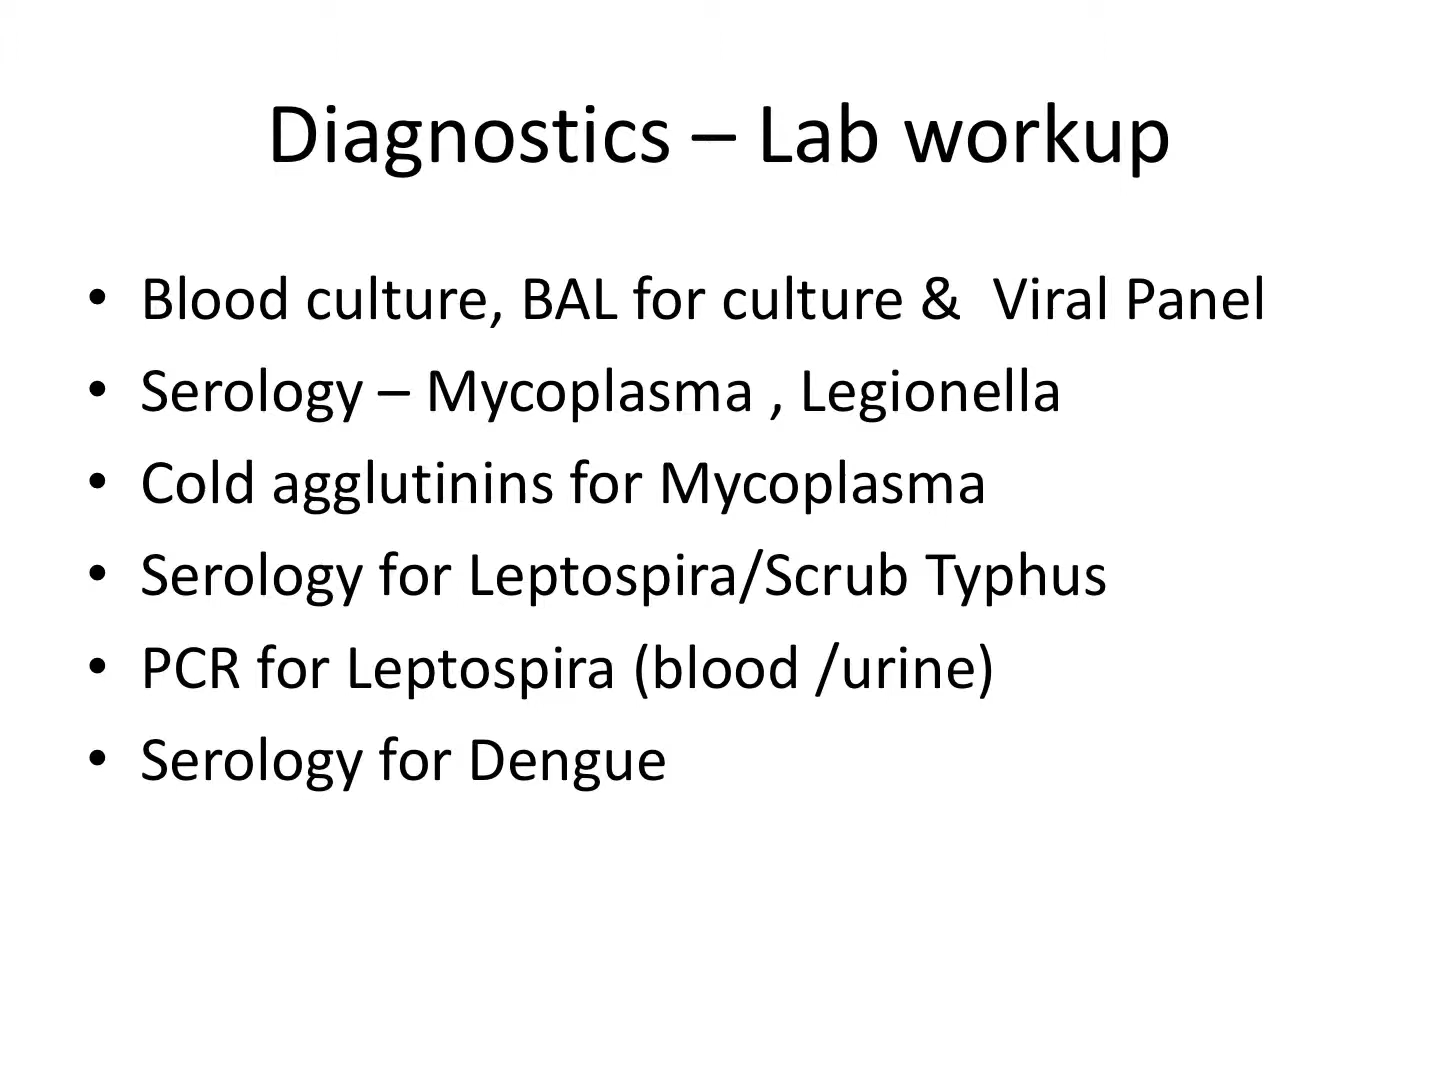 Diagnostics – Lab workup
• Blood culture, BAL for culture &  Viral Panel
• Serology – Mycoplasma , Legionella
• Cold agglutinins for Mycoplasma
• Serology for Leptospira/Scrub Typhus
• PCR for Leptospira (blood /urine)
• Serology for Dengue